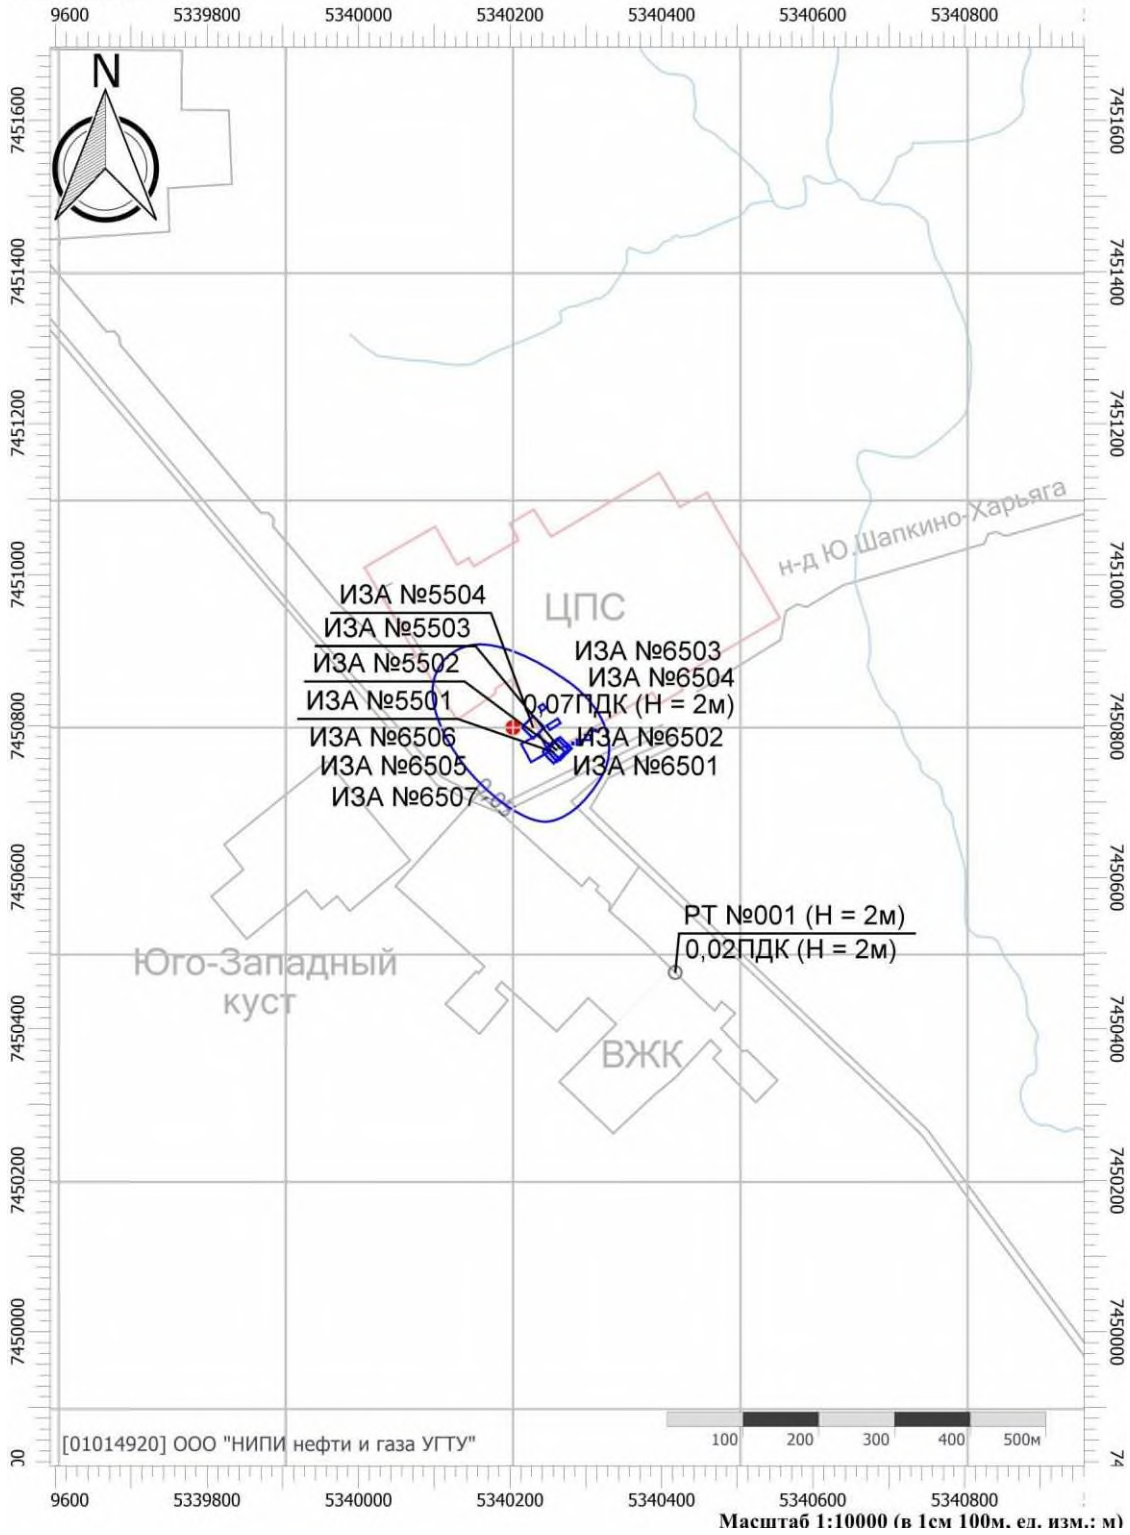 9600 5339800 5340000 5340200 5340400 5340600 5340800
N
7451600 7451600
7451400 7451400
7451200 7451200
н-д Ю.Шапкино-Харьяга
7451000 7451000
ИЗА №5504
ЦПС
ИЗА №5503
ИЗА №6503
ИЗА №5502
ИЗА №6504
ИЗА №5501
0,07ПДК (H = 2м)
7450800 7450800
ИЗА №6506
ИЗА №6502
ИЗА №6505
ИЗА №6501
ИЗА №6507
0,05
7450600 7450600
РТ №001 (H = 2м)
0,02ПДК (H = 2м)
Юго-Западный
куст
7450400 7450400
ВЖК
7450200 7450200
7450000 7450000
100 200 300 400 500м
[01014920] ООО "НИПИ нефти и газа УГТУ"
30 74
9600 5339800 5340000 5340200 5340400 5340600 5340800
Масштаб 1:10000 (в 1см 100м, ед. изм.: м)